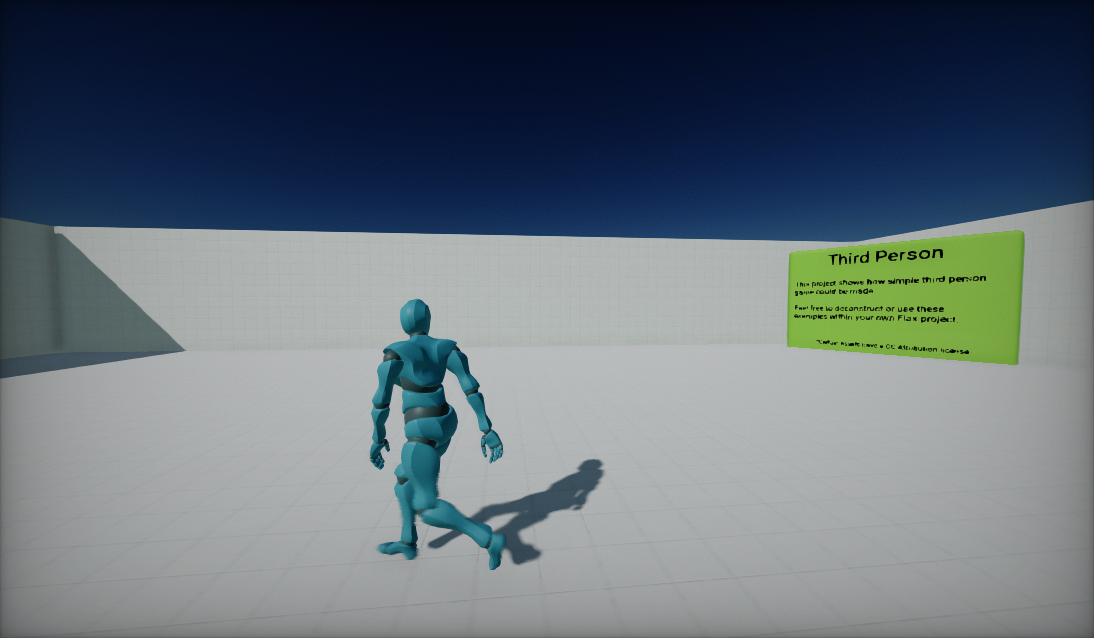 Third Person
This project shows how simple third person
game could be made.
Feel free to deconstruct or use these
examples within your own Flax project.
*Certain assets have a CC Attribution license